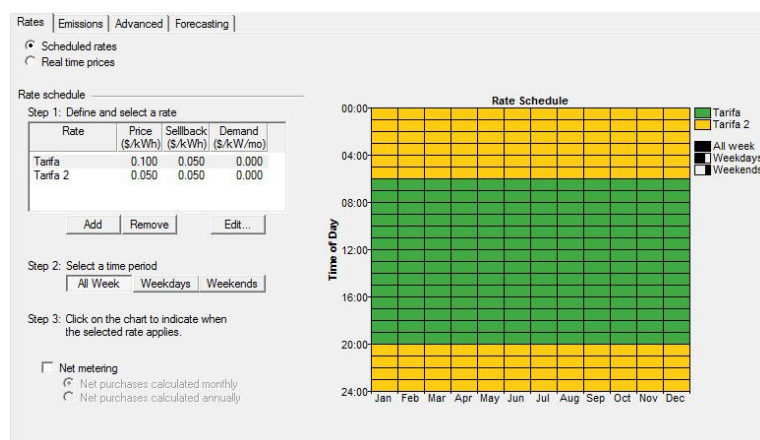 Rates Emissions Advanced Forecasting
Scheduled rates
Real time prices
Rate schedule
Step 1: Define and select a rate
Rate Price ($/kWh) Sellback ($/kWh) Demand ($/kW/mo)
Tarifa 0.100 0.050 0.000
Tarifa 2 0.050 0.050 0.000
Add Remove Edit...
Step 2: Select a time period
All Week Weekdays Weekends
Step 3: Click on the chart to indicate when
the selected rate applies.
Net metering
Net purchases calculated monthly
Net purchases calculated annually
Rate Schedule
Time of Day
00:00
04:00
08:00
12:00
16:00
20:00
24:00
Jan Feb Mar Apr May Jun Jul Aug Sep Oct Nov Dec
Tarifa
Tarifa 2
All week
Weekdays
Weekends